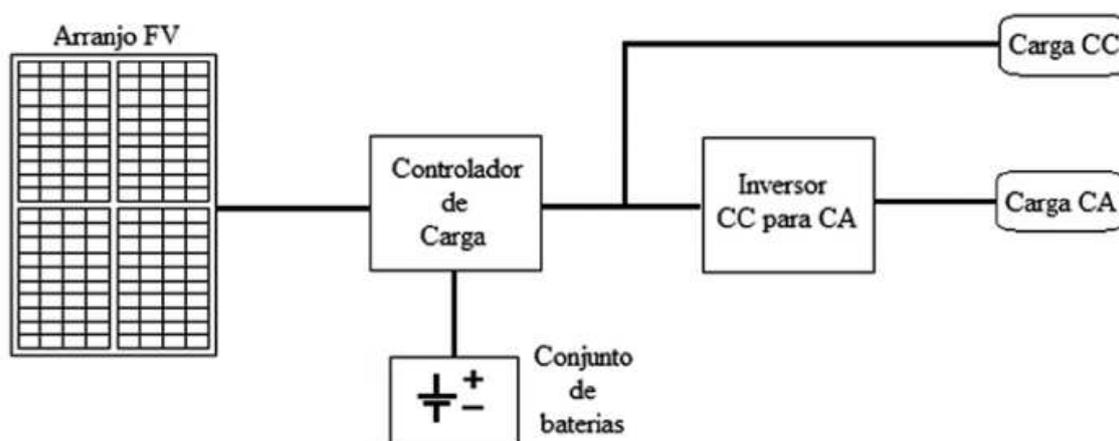 Arranjo FV
Controlador
de
Carga
Conjunto
de
baterias
Inversor
CC para CA
Carga CC
Carga CA